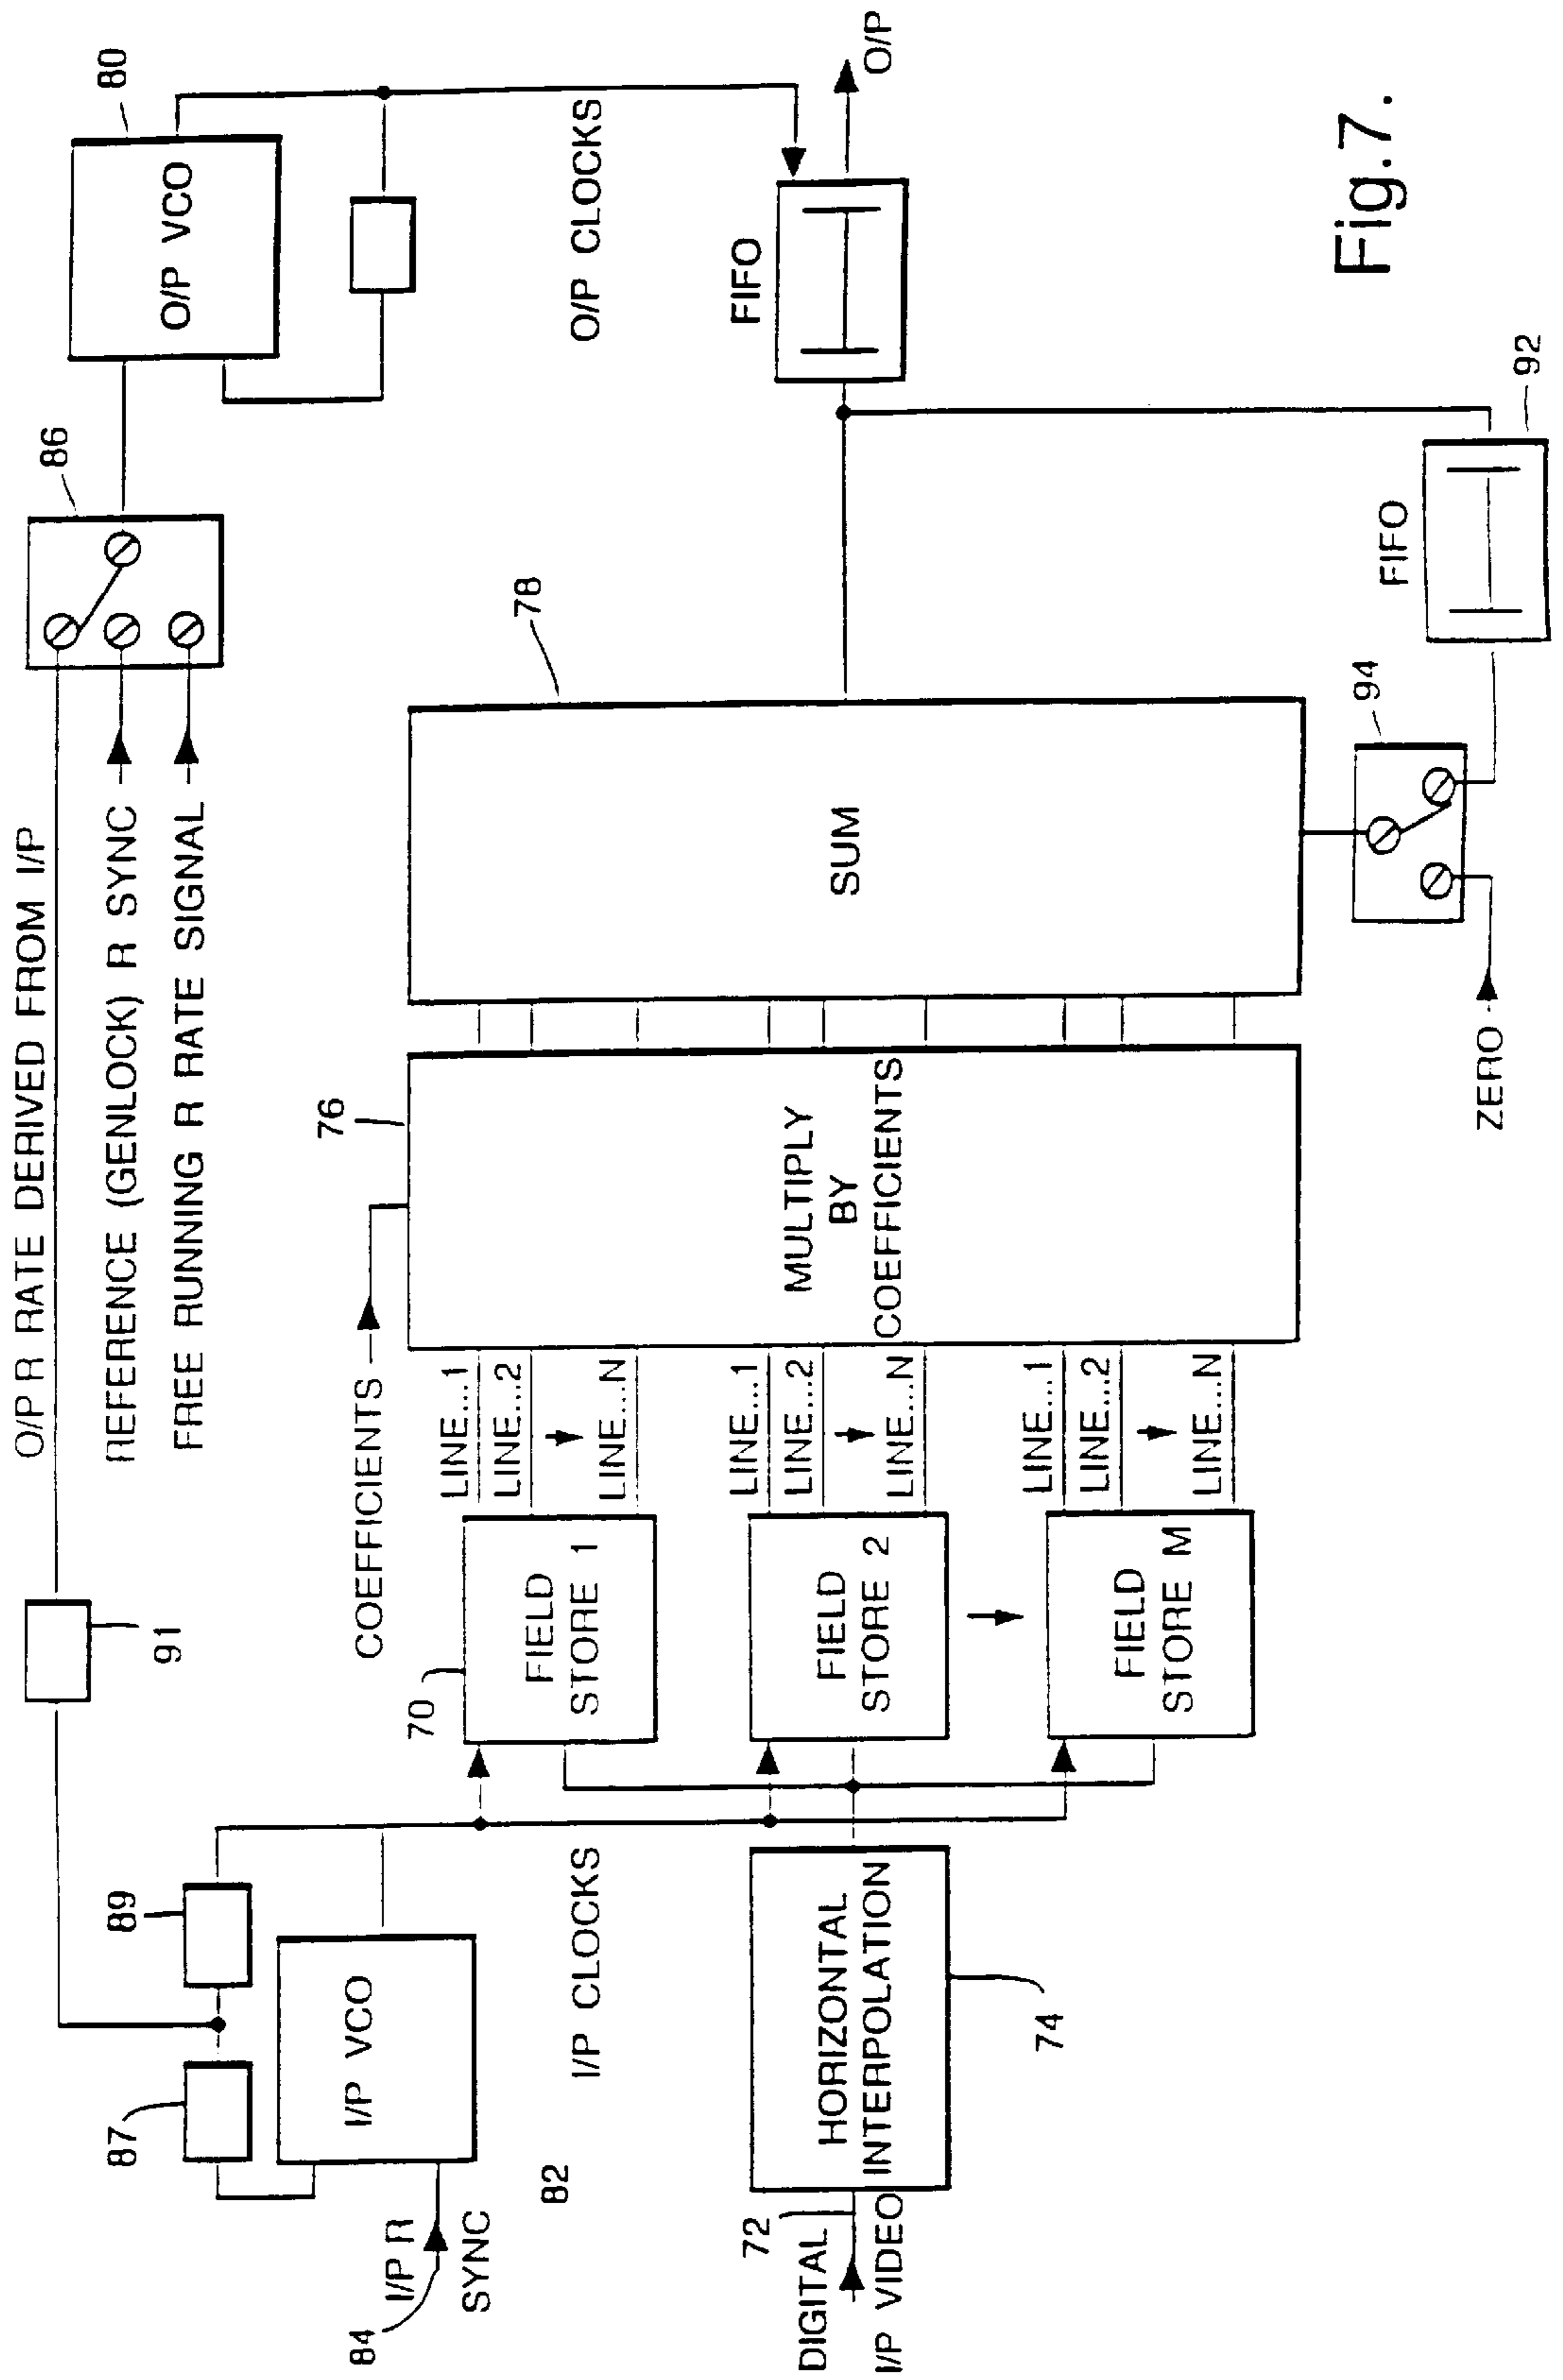 84
I/P R
SYNC
82
87
89
I/P VCO
I/P CLOCKS
91
O/P R RATE DERIVED FROM I/P
REFERENCE (GENLOCK) R SYNC
FREE RUNNING R RATE SIGNAL
86
80
O/P VCO
O/P CLOCKS
72
DIGITAL
I/P VIDEO
HORIZONTAL
INTERPOLATION
74
70
FIELD
STORE 1
FIELD
STORE 2
FIELD
STORE M
COEFFICIENTS
LINE...1
LINE...2
LINE...N
LINE...1
LINE...2
LINE...N
LINE...1
LINE...2
LINE...N
76
MULTIPLY
BY
COEFFICIENTS
78
SUM
FIFO
O/P
ZERO
94
FIFO
92
Fig.7.